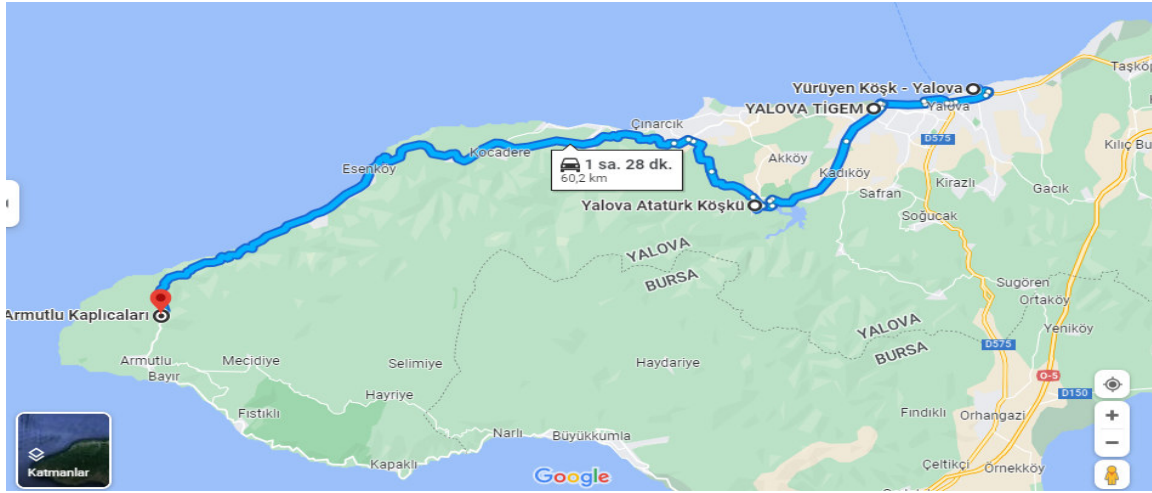 Taşköp
Yürüyen Köşk - Yalova
YALOVA TİGEM
Yalova
Çınarcık
D575
Kılıç Bu
Kocadere
Esenköy
1 sa. 28 dk.
60,2 km
Akköy
Kadıköy
Safran
Kirazlı
Gacık
Yalova Atatürk Köşkü
Soğucak
YALOVA
BURSA
Sugören
Ortaköy
Armutlu Kaplıcaları
YALOVA
BURSA
Yeniköy
D575
Armutlu
Mecidiye
Selimiye
Haydariye
Bayır
O-5
D150
Hayriye
Fıstıklı
Fındıklı
Orhangazi
Narlı
Büyükkumla
Kapaklı
Çeltikçi
Örnekköy
Katmanlar
Google